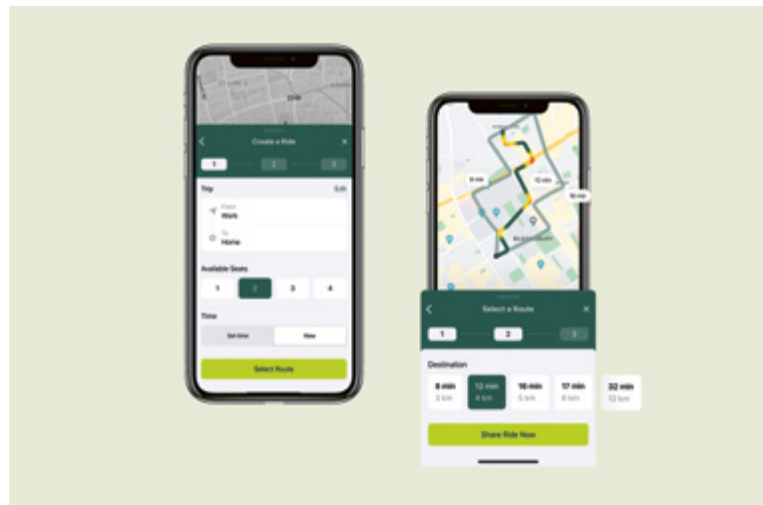 Create a Ride
1
2
3
Trip
Edit
From
Work
To
Home
Available Seats
1
2
3
4
Time
Set time
Now
Select Route
8 min
12 min
16 min
BLOOMSBURY
Select a Route
1
2
3
Destination
8 min
3 km
12 min
4 km
16 min
5 km
17 min
6 km
32 min
12 km
Share Ride Now